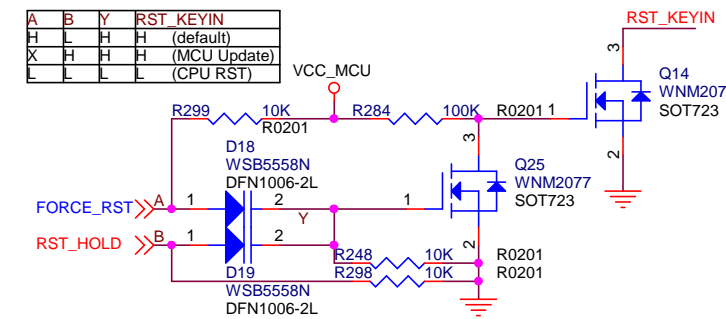 A B Y RST_KEYIN
H L H H (default)
X H H H (MCU Update)
L L L L (CPU RST)
RST_KEYIN
VCC_MCU
3
Q14
WNM207
SOT723
R299 10K
R0201
R284 100K
R0201 1
2
D18
WSB5558N
DFN1006-2L
3
Q25
WNM2077
SOT723
FORCE_RST A 1 2
Y
1
RST_HOLD B 1 2
2
R248 10K R0201
R298 10K R0201
D19
WSB5558N
DFN1006-2L